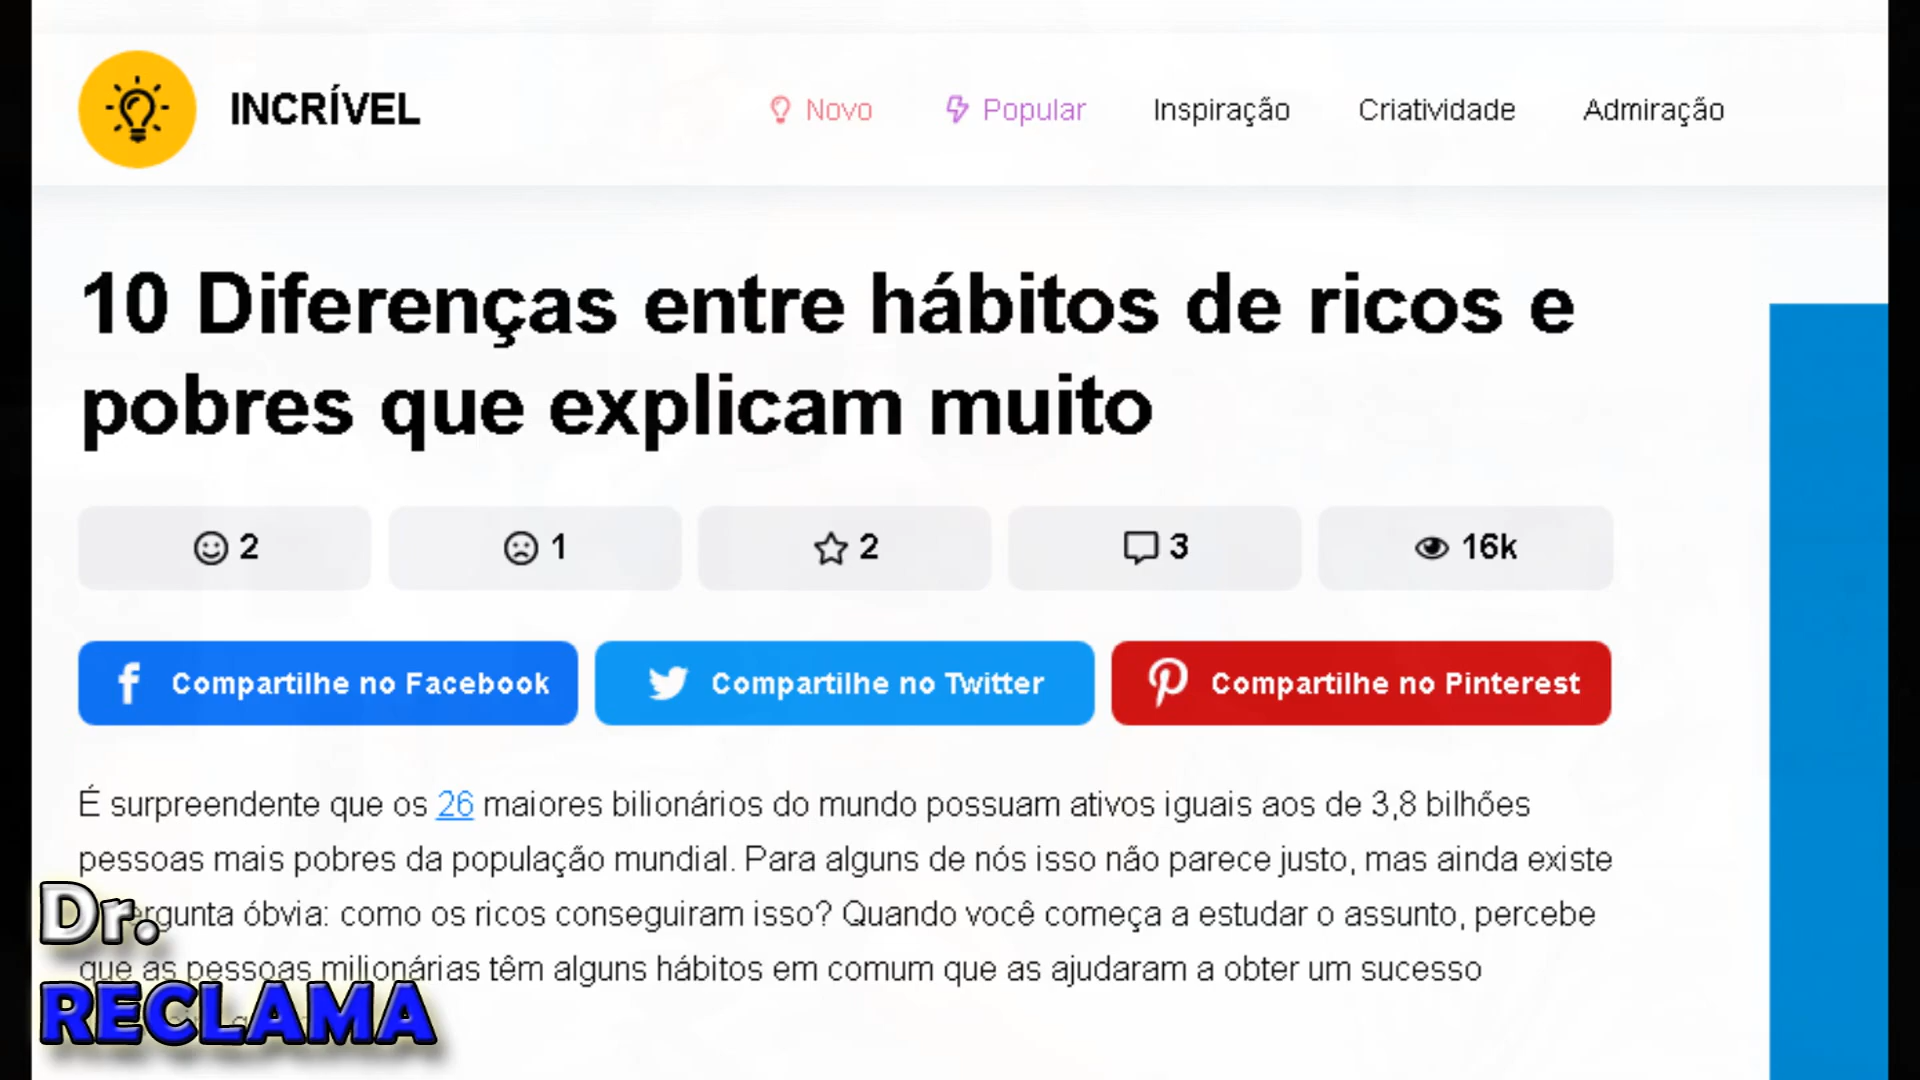 INCRÍVEL
Novo
Popular
Inspiração
Criatividade
Admiração
10 Diferenças entre hábitos de ricos e
pobres que explicam muito
2
1
2
3
16k
Compartilhe no Facebook
Compartilhe no Twitter
Compartilhe no Pinterest
É surpreendente que os 26 maiores bilionários do mundo possuam ativos iguais aos de 3,8 bilhões
pessoas mais pobres da população mundial. Para alguns de nós isso não parece justo, mas ainda existe
óbvia: como os ricos conseguiram isso? Quando você começa a estudar o assunto, percebe
que as pessoas milionárias têm alguns hábitos em comum que as ajudaram a obter um sucesso
Dr.
RECLAMA